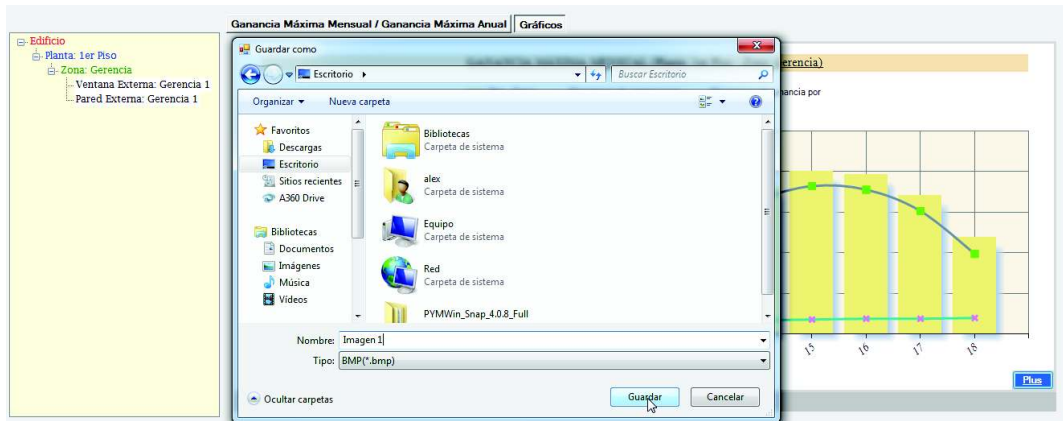 Ganancia Máxima Mensual / Ganancia Máxima Anual Gráficos
Edificio
Planta: 1er Piso
Zona: Gerencia
Ventana Externa: Gerencia 1
Pared Externa: Gerencia 1
Guardar como
Escritorio
Buscar Escritorio
Organizar Nueva carpeta
Favoritos
Descargas
Escritorio
Sitios recientes
A360 Drive
Bibliotecas
Documentos
Imágenes
Música
Vídeos
Bibliotecas
Carpeta de sistema
alex
Carpeta de sistema
Equipo
Carpeta de sistema
Red
Carpeta de sistema
PYMWin_Snap_4.0.8_Full
Nombre: Imagen 1
Tipo: BMP(*.bmp)
Ocultar carpetas
Guardar Cancelar
erencia)
nancia por
15 16 17 18
Plus